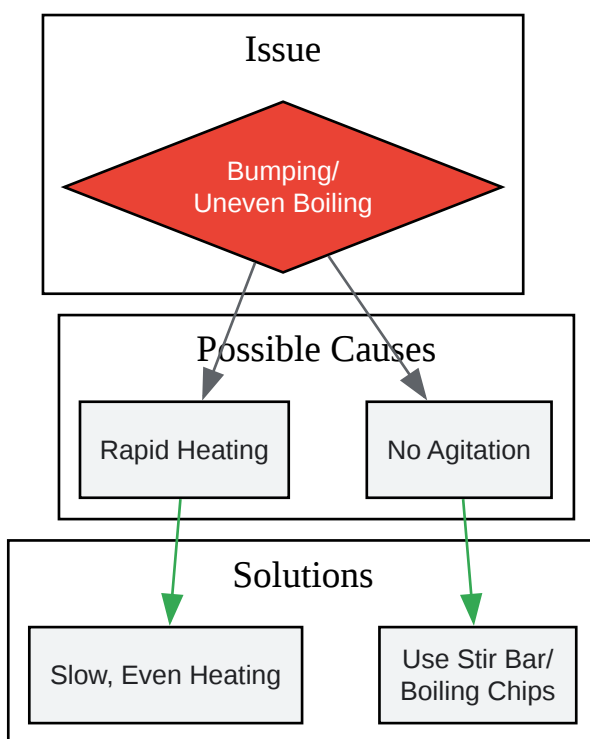 Issue
Bumping/
Uneven Boiling
Possible Causes
Rapid Heating
No Agitation
Solutions
Slow, Even Heating
Use Stir Bar/
Boiling Chips